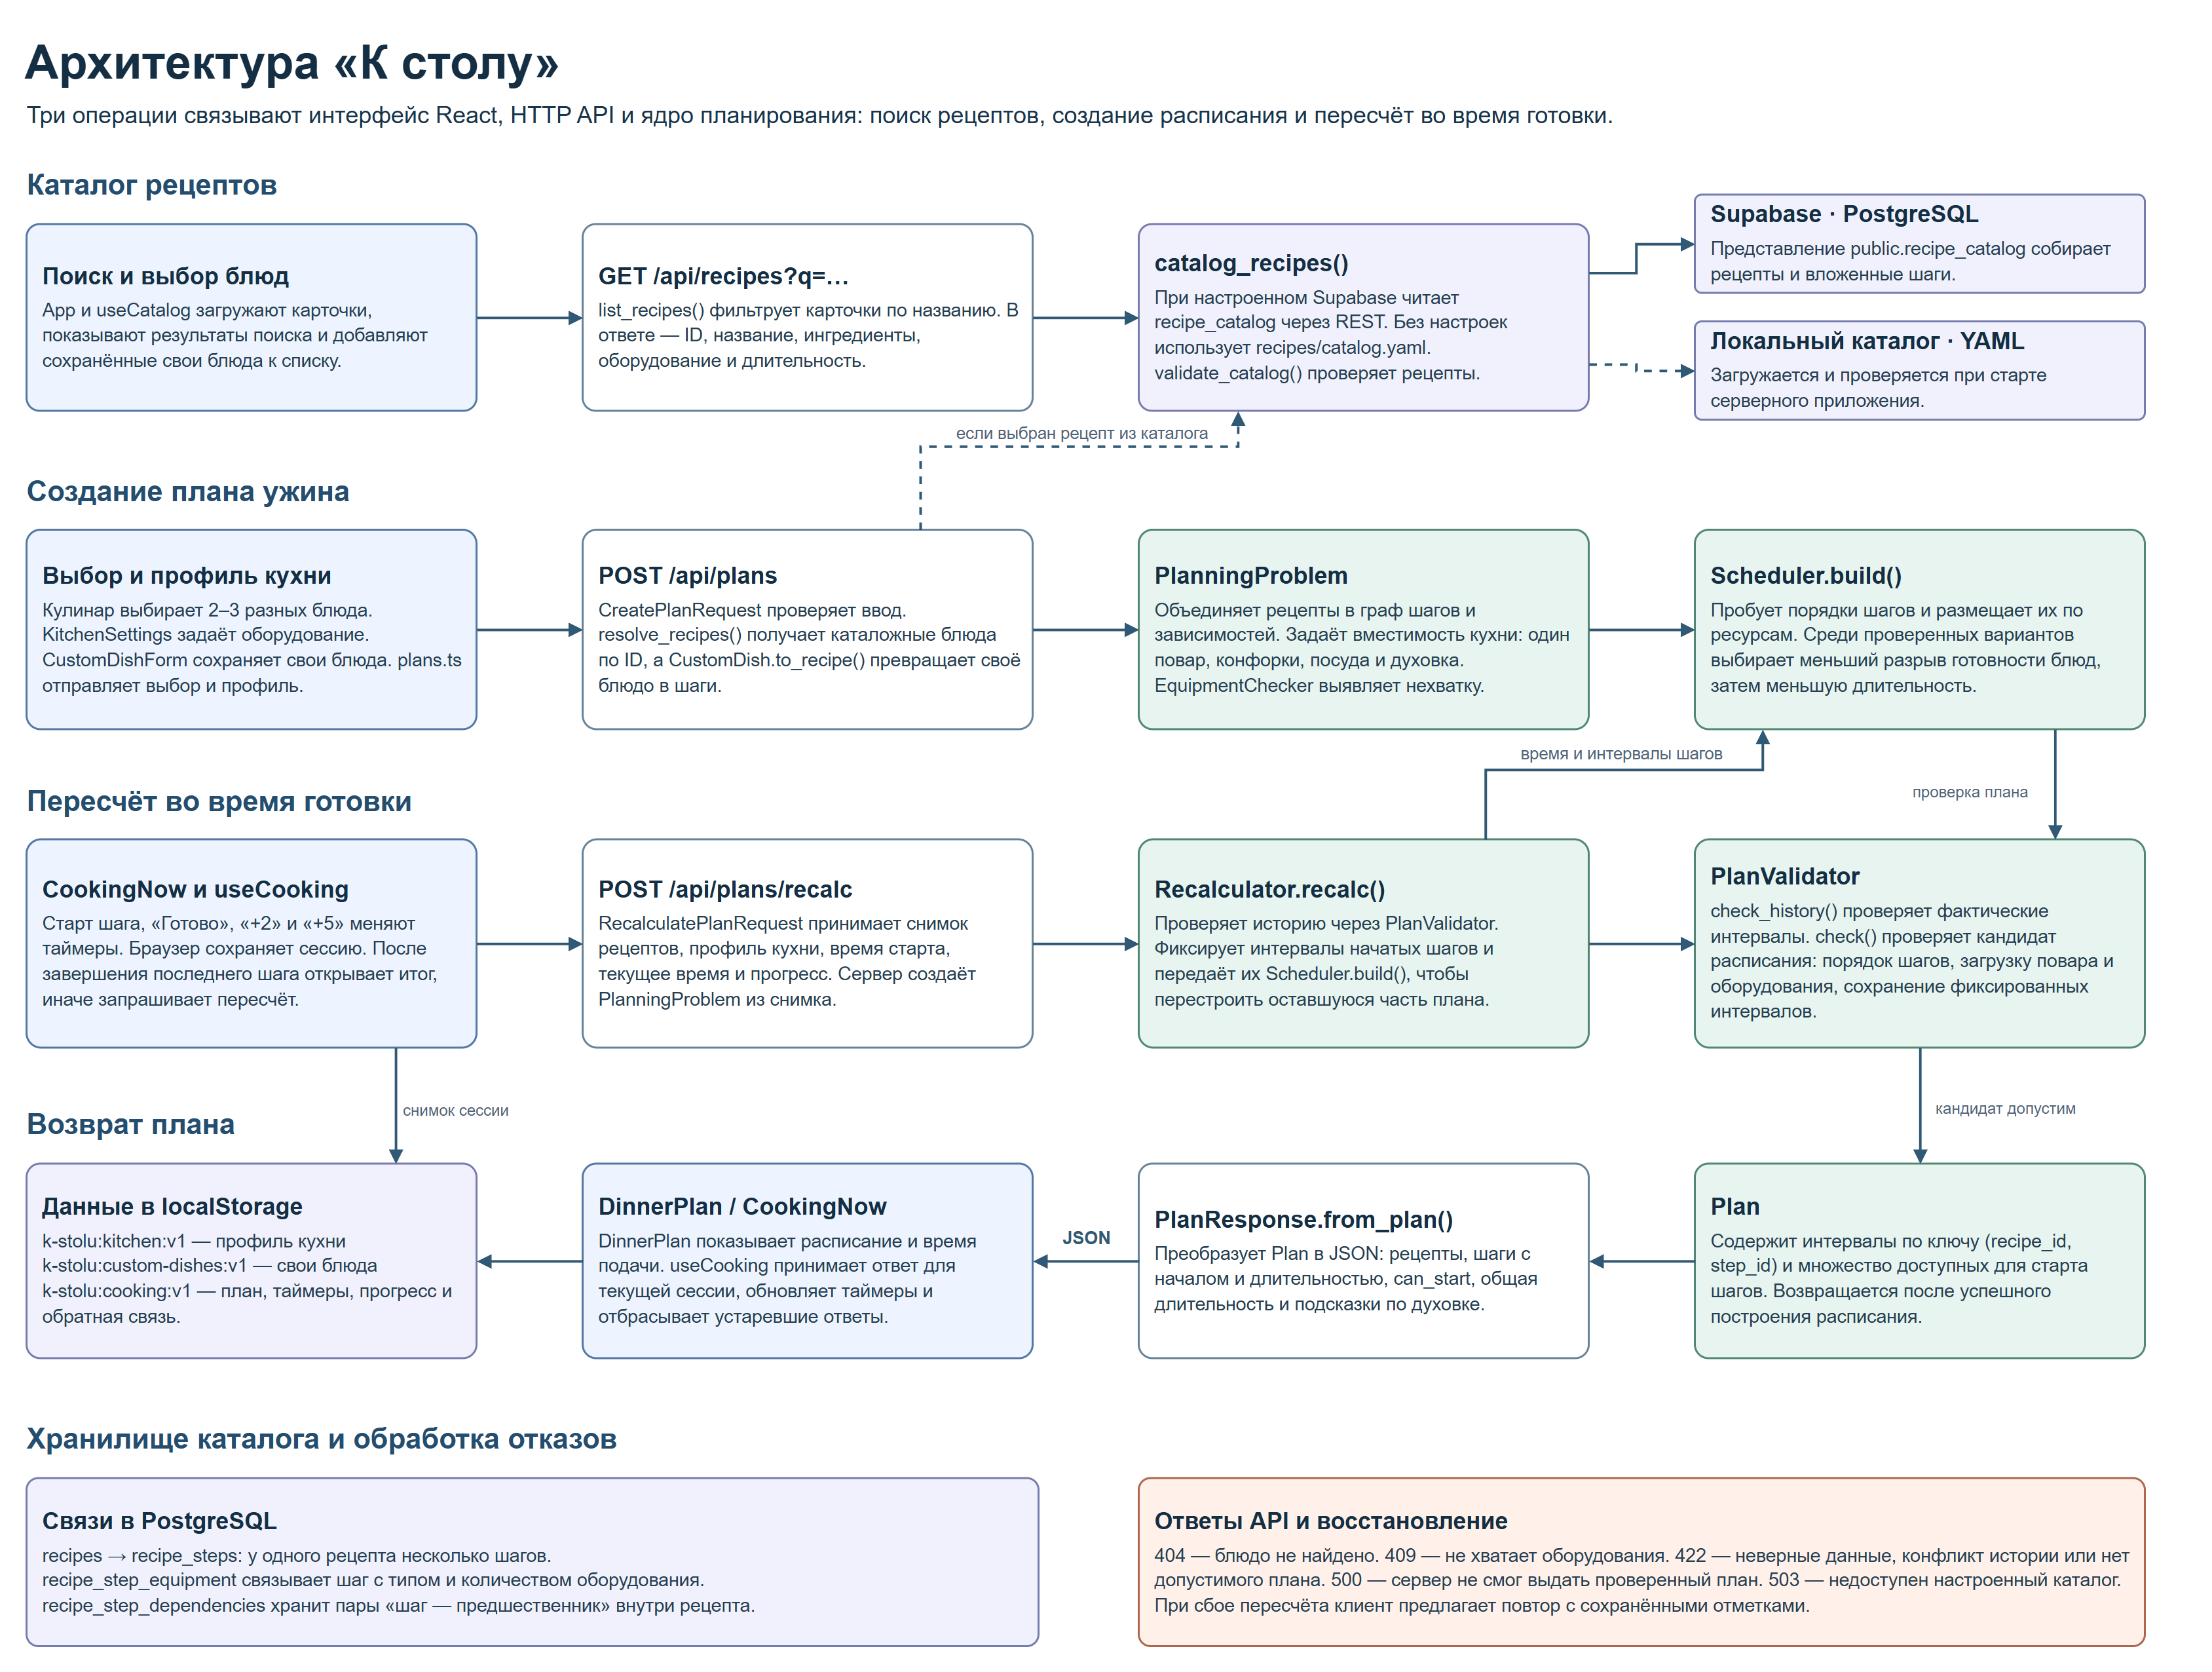 Архитектура «К столу»
Три операции связывают интерфейс React, HTTP API и ядро планирования: поиск рецептов, создание расписания и пересчёт во время готовки.
Каталог рецептов
Поиск и выбор блюд
App и useCatalog загружают карточки,
показывают результаты поиска и добавляют
сохранённые свои блюда к списку.
GET /api/recipes?q=…
list_recipes() фильтрует карточки по названию. В
ответе — ID, название, ингредиенты,
оборудование и длительность.
catalog_recipes()
При настроенном Supabase читает
recipe_catalog через REST. Без настроек
использует recipes/catalog.yaml.
validate_catalog() проверяет рецепты.
Supabase · PostgreSQL
Представление public.recipe_catalog собирает
рецепты и вложенные шаги.
Локальный каталог · YAML
Загружается и проверяется при старте
серверного приложения.
если выбран рецепт из каталога
Создание плана ужина
Выбор и профиль кухни
Кулинар выбирает 2–3 разных блюда.
KitchenSettings задаёт оборудование.
CustomDishForm сохраняет свои блюда. plans.ts
отправляет выбор и профиль.
POST /api/plans
CreatePlanRequest проверяет ввод.
resolve_recipes() получает каталожные блюда
по ID, а CustomDish.to_recipe() превращает своё
блюдо в шаги.
PlanningProblem
Объединяет рецепты в граф шагов и
зависимостей. Задаёт вместимость кухни: один
повар, конфорки, посуда и духовка.
EquipmentChecker выявляет нехватку.
Scheduler.build()
Пробует порядки шагов и размещает их по
ресурсам. Среди проверенных вариантов
выбирает меньший разрыв готовности блюд,
затем меньшую длительность.
время и интервалы шагов
проверка плана
Пересчёт во время готовки
CookingNow и useCooking
Старт шага, «Готово», «+2» и «+5» меняют
таймеры. Браузер сохраняет сессию. После
завершения последнего шага открывает итог,
иначе запрашивает пересчёт.
POST /api/plans/recalc
RecalculatePlanRequest принимает снимок
рецептов, профиль кухни, время старта,
текущее время и прогресс. Сервер создаёт
PlanningProblem из снимка.
Recalculator.recalc()
Проверяет историю через PlanValidator.
Фиксирует интервалы начатых шагов и
передаёт их Scheduler.build(), чтобы
перестроить оставшуюся часть плана.
PlanValidator
check_history() проверяет фактические
интервалы. check() проверяет кандидат
расписания: порядок шагов, загрузку повара и
оборудования, сохранение фиксированных
интервалов.
снимок сессии
кандидат допустим
Возврат плана
Данные в localStorage
k-stolu:kitchen:v1 — профиль кухни
k-stolu:custom-dishes:v1 — свои блюда
k-stolu:cooking:v1 — план, таймеры, прогресс и
обратная связь.
DinnerPlan / CookingNow
DinnerPlan показывает расписание и время
подачи. useCooking принимает ответ для
текущей сессии, обновляет таймеры и
отбрасывает устаревшие ответы.
JSON
PlanResponse.from_plan()
Преобразует Plan в JSON: рецепты, шаги с
началом и длительностью, can_start, общая
длительность и подсказки по духовке.
Plan
Содержит интервалы по ключу (recipe_id,
step_id) и множество доступных для старта
шагов. Возвращается после успешного
построения расписания.
Хранилище каталога и обработка отказов
Связи в PostgreSQL
recipes → recipe_steps: у одного рецепта несколько шагов.
recipe_step_equipment связывает шаг с типом и количеством оборудования.
recipe_step_dependencies хранит пары «шаг — предшественник» внутри рецепта.
Ответы API и восстановление
404 — блюдо не найдено. 409 — не хватает оборудования. 422 — неверные данные, конфликт истории или нет
допустимого плана. 500 — сервер не смог выдать проверенный план. 503 — недоступен настроенный каталог.
При сбое пересчёта клиент предлагает повтор с сохранёнными отметками.